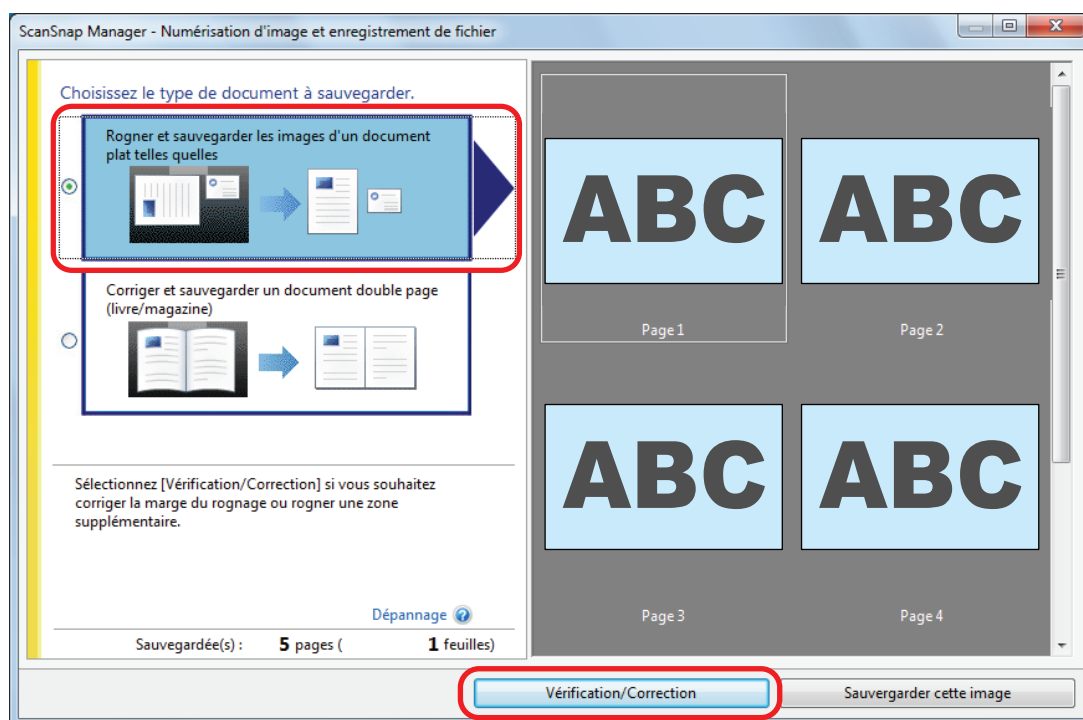 ScanSnap Manager - Numérisation d'image et enregistrement de fichier
Choisissez le type de document à sauvegarder.
Rogner et sauvegarder les images d'un document
plat telles quelles
Corriger et sauvegarder un document double page
(livre/magazine)
Sélectionnez [Vérification/Correction] si vous souhaitez
corriger la marge du rognage ou rogner une zone
supplémentaire.
Dépannage
Sauvegardée(s) : 5 pages ( 1 feuilles)
ABC ABC
Page 1 Page 2
ABC ABC
Page 3 Page 4
Vérification/Correction Sauvergarder cette image